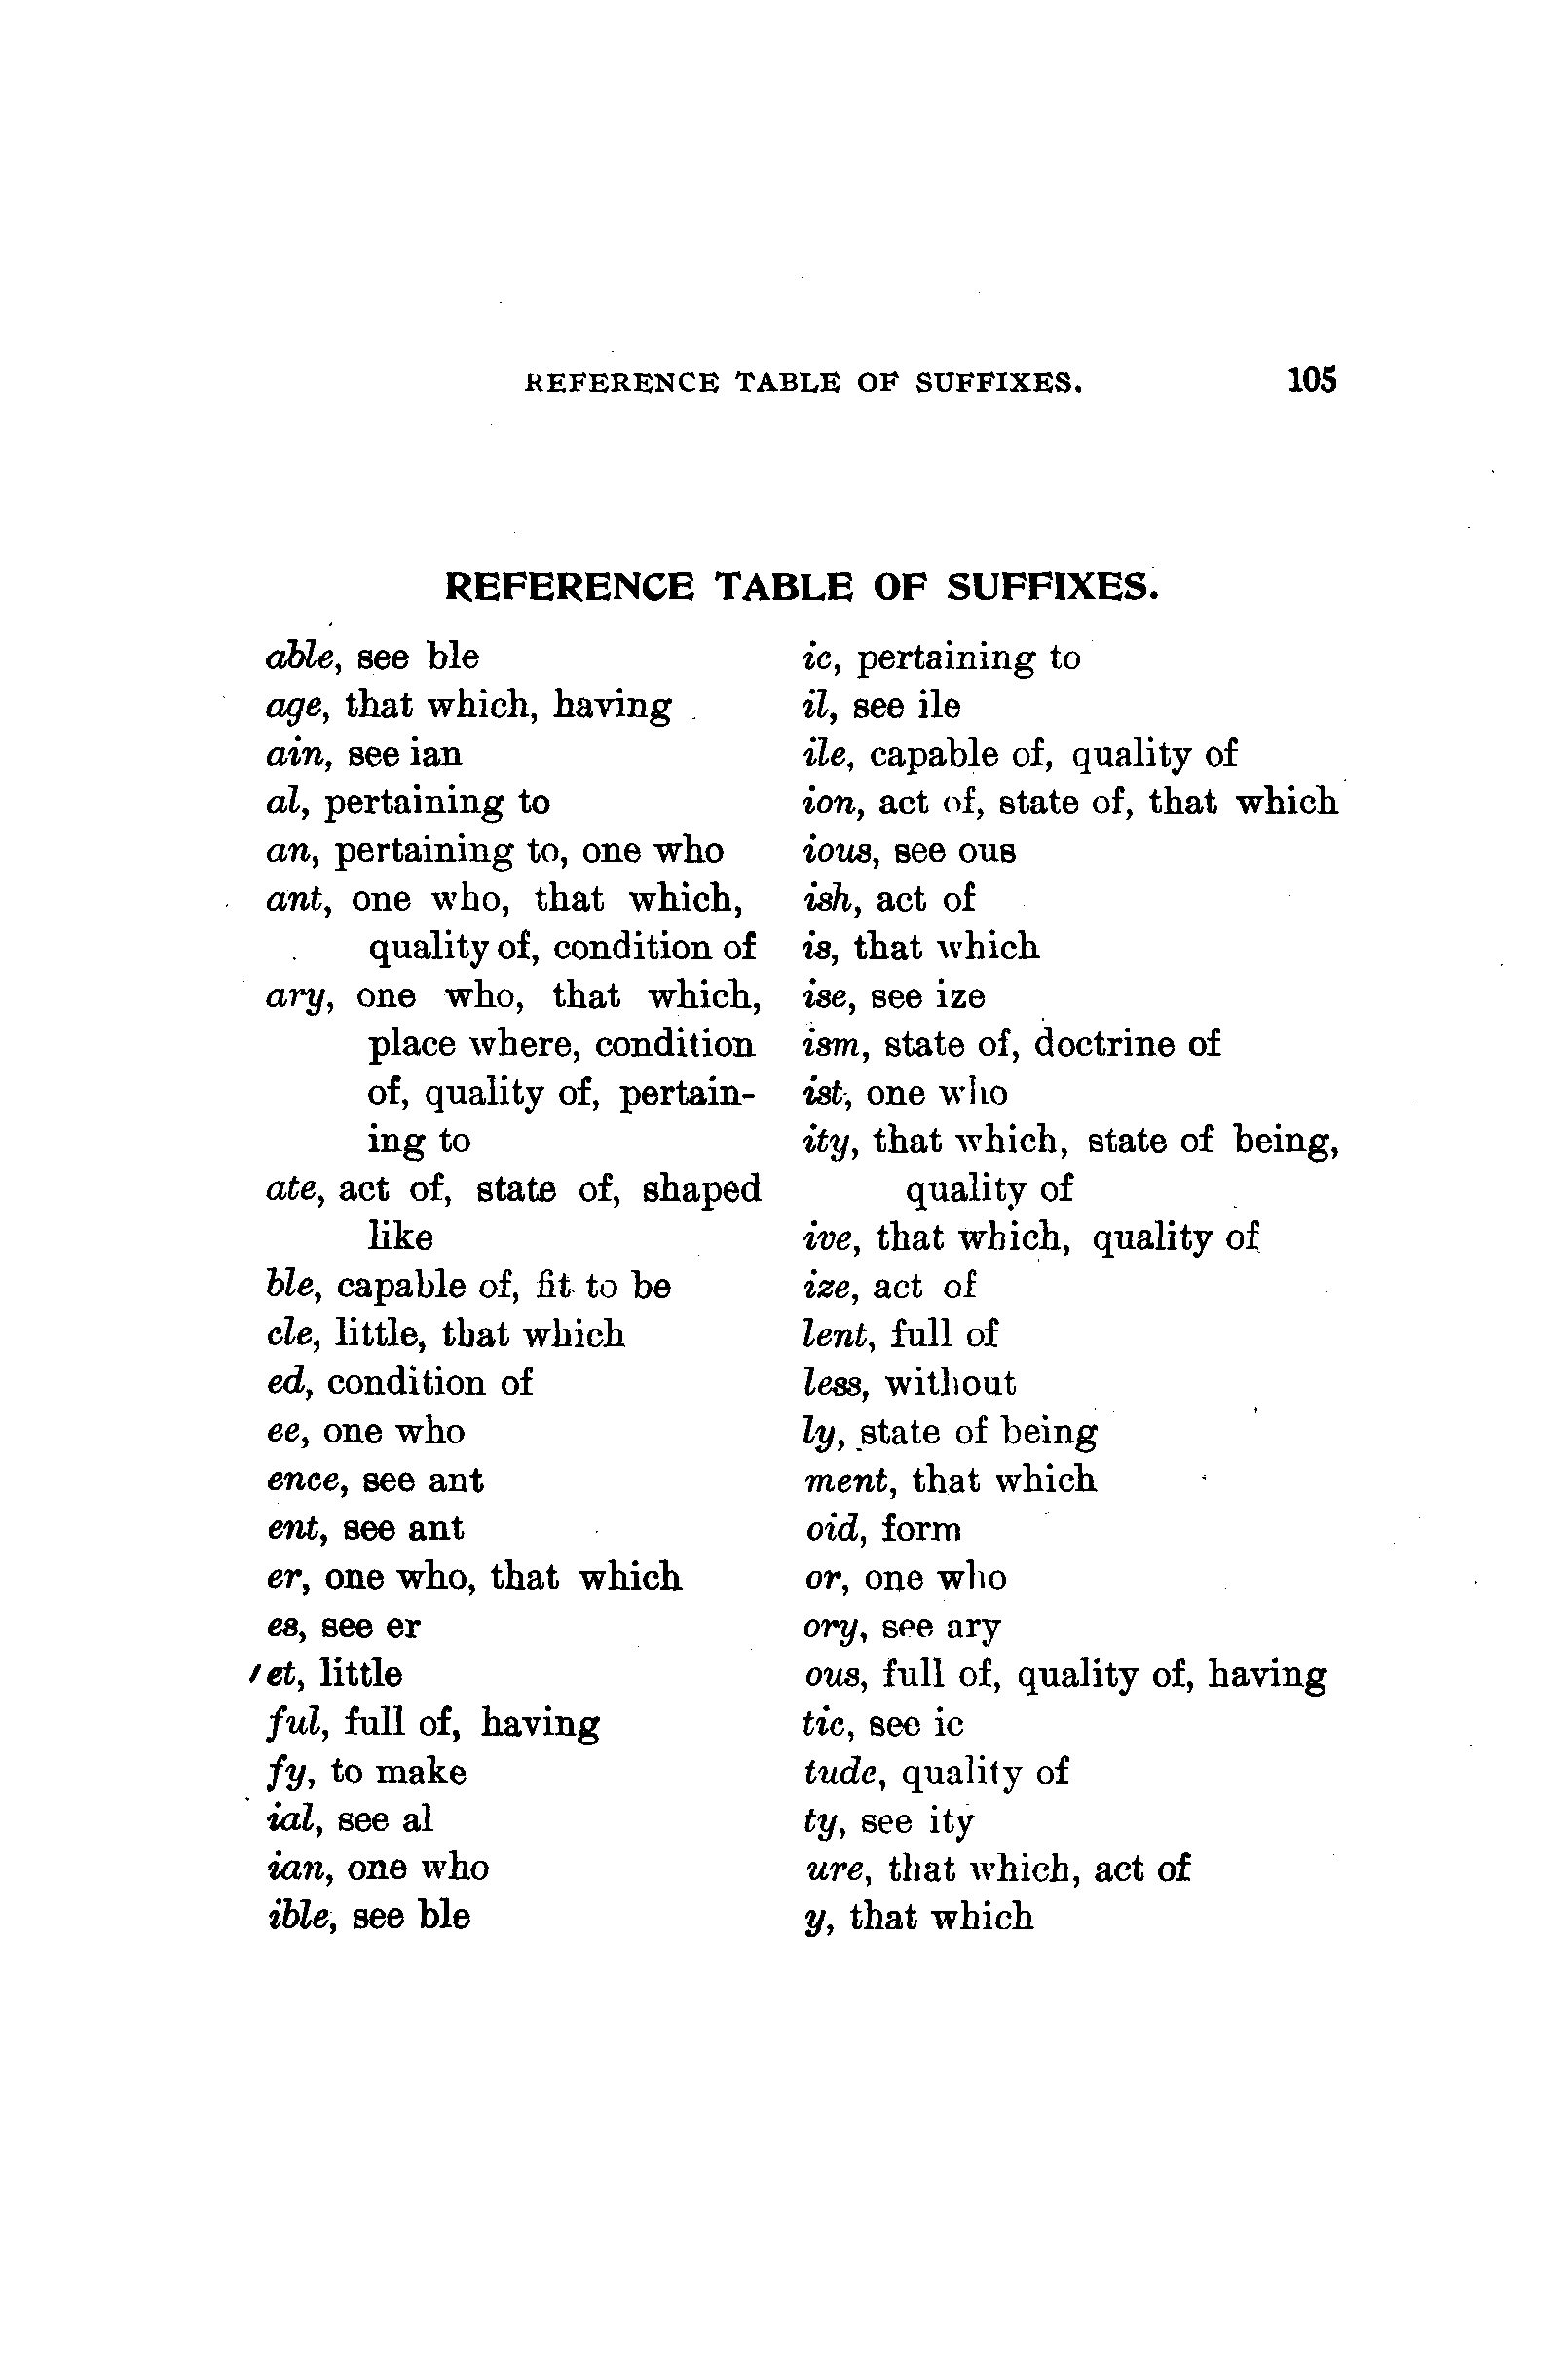 REFERENCE TABLE OF SUFFIXES. 105
REFERENCE TABLE OF SUFFIXES.
able, see ble
age, that which, having
ain, see ian
al, pertaining to
an, pertaining to, one who
ant, one who, that which,
quality of, condition of
ary, one who, that which,
place where, condition
of, quality of, pertain-
ing to
ate, act of, state of, shaped
like
ble, capable of, fit to be
cle, little, that which
ed, condition of
ee, one who
ence, see ant
ent, see ant
er, one who, that which
es, see er
et, little
ful, full of, having
fy, to make
ial, see al
ian, one who
ible, see ble
ic, pertaining to
il, see ile
ile, capable of, quality of
ion, act of, state of, that which
ious, see ous
ish, act of
is, that which
ise, see ize
ism, state of, doctrine of
ist, one who
ity, that which, state of being,
quality of
ive, that which, quality of
ize, act of
lent, full of
less, without
ly, state of being
ment, that which
oid, form
or, one who
ory, see ary
ous, full of, quality of, having
tic, see ic
tude, quality of
ty, see ity
ure, that which, act of
y, that which